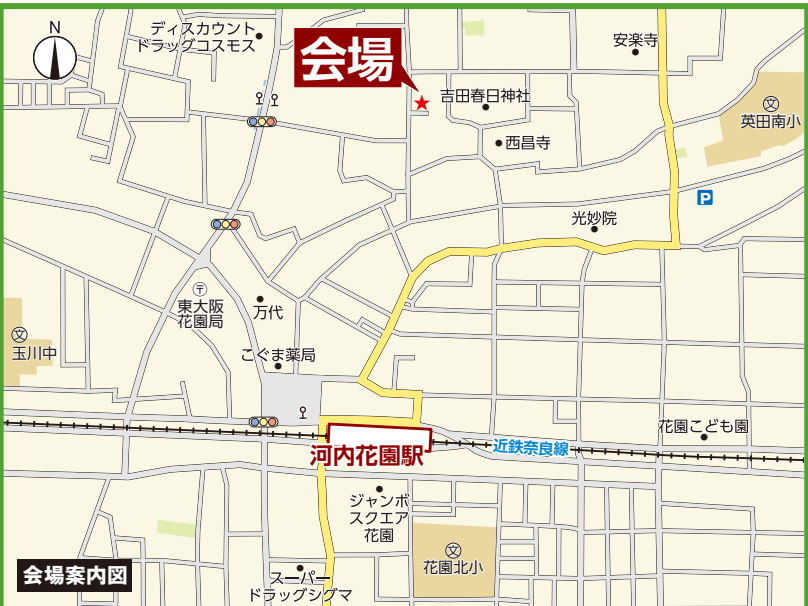 N
ディスカウント
ドラッグコスモス
会場
安楽寺
吉田春日神社
文
英田南小
西昌寺
P
光妙院
〒
東大阪
花園局
万代
文
玉川中
こぐま薬局
花園こども園
近鉄奈良線
河内花園駅
ジャンボ
スクエア
花園
文
花園北小
会場案内図
スーパー
ドラッグシグマ